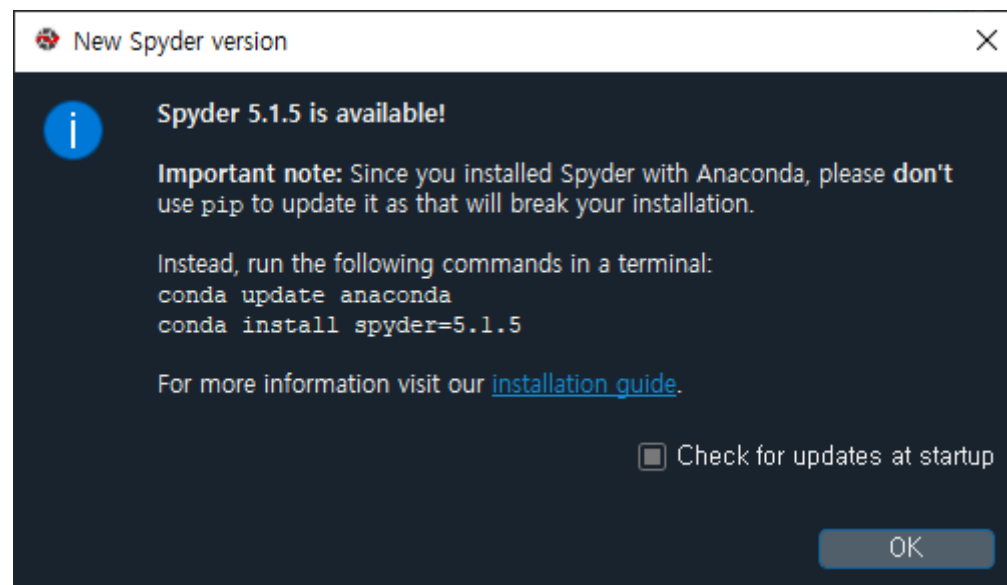 New Spyder version
Spyder 5.1.5 is available!
Important note: Since you installed Spyder with Anaconda, please don't
use pip to update it as that will break your installation.
Instead, run the following commands in a terminal:
conda update anaconda
conda install spyder=5.1.5
For more information visit our installation guide.
Check for updates at startup
OK